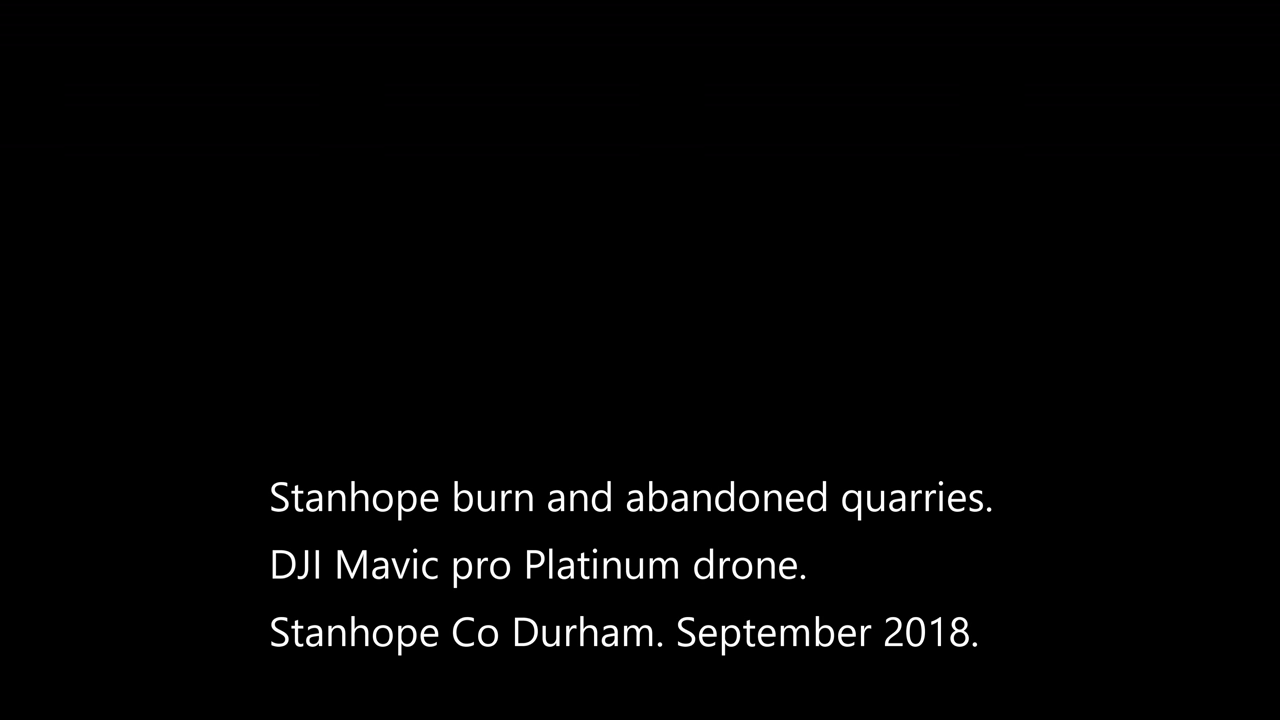 Stanhope burn and abandoned quarries.
DJI Mavic pro Platinum drone.
Stanhope Co Durham. September 2018.